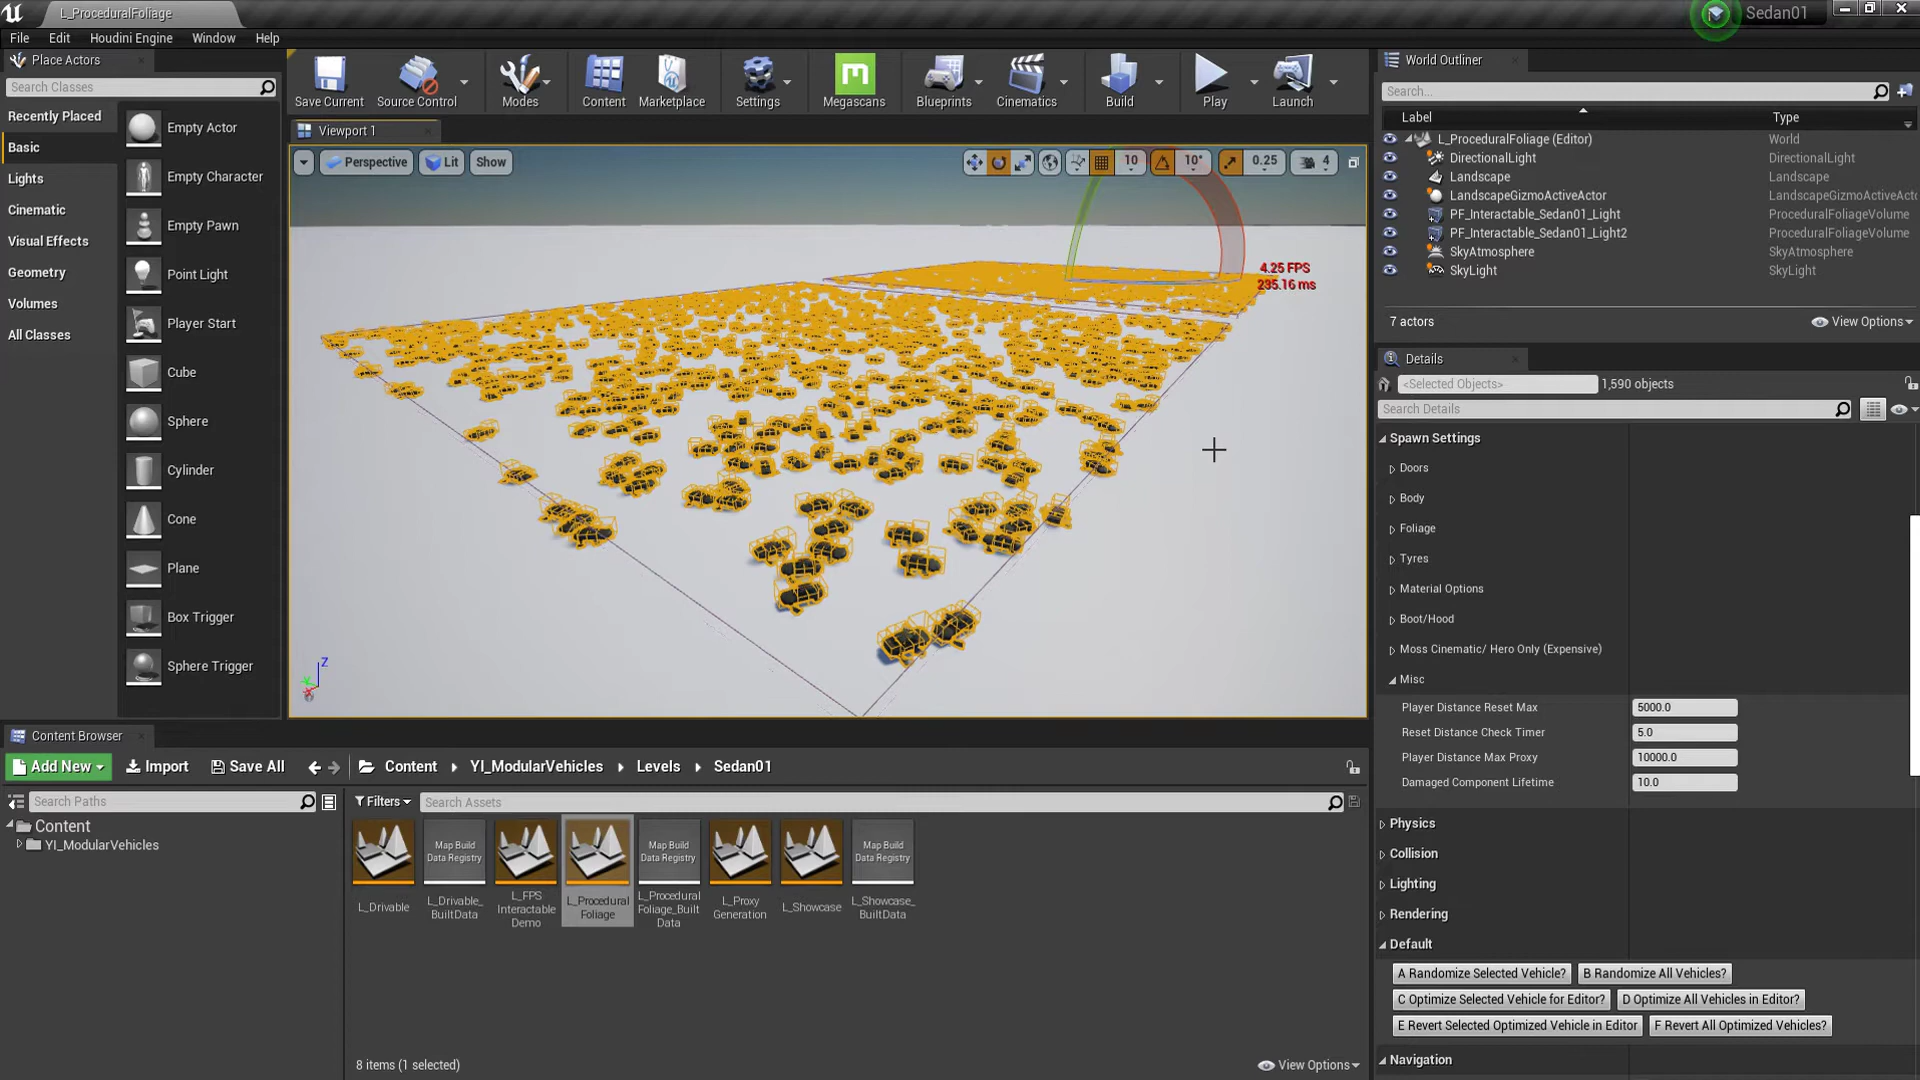 L_ProceduralFoliage
Sedan01
File Edit Houdini Engine Window Help
Place Actors
Search Classes
Recently Placed
Basic
Lights
Cinematic
Visual Effects
Geometry
Volumes
All Classes
Empty Actor
Empty Character
Empty Pawn
Point Light
Player Start
Cube
Sphere
Cylinder
Cone
Plane
Box Trigger
Sphere Trigger
Save Current Source Control Modes Content Marketplace Settings Megascans Blueprints Cinematics Build Play Launch
Viewport 1
Perspective Lit Show 10 10° 0.25 4
4.25 FPS
235.16 ms
Z
World Outliner
Search...
Label Type
L_ProceduralFoliage (Editor) World
DirectionalLight DirectionalLight
Landscape Landscape
LandscapeGizmoActiveActor LandscapeGizmoActiveActo
PF_Interactable_Sedan01_Light ProceduralFoliageVolume
PF_Interactable_Sedan01_Light2 ProceduralFoliageVolume
SkyAtmosphere SkyAtmosphere
SkyLight SkyLight
7 actors View Options
Details
<Selected Objects> 1,590 objects
Search Details
Spawn Settings
Doors
Body
Foliage
Tyres
Material Options
Boot/Hood
Moss Cinematic/ Hero Only (Expensive)
Misc
Player Distance Reset Max 5000.0
Reset Distance Check Timer 5.0
Player Distance Max Proxy 10000.0
Damaged Component Lifetime 10.0
Physics
Collision
Lighting
Rendering
Default
A Randomize Selected Vehicle? B Randomize All Vehicles?
C Optimize Selected Vehicle for Editor? D Optimize All Vehicles in Editor?
E Revert Selected Optimized Vehicle in Editor F Revert All Optimized Vehicles?
Navigation
Content Browser
Add New Import Save All Content YI_ModularVehicles Levels Sedan01
Search Paths
Content
YI_ModularVehicles
Filters Search Assets
L_Drivable
Map Build
Data Registry
L_Drivable_
BuiltData
L_FPS
Interactable
Demo
L_Procedural
Foliage
Map Build
Data Registry
L_Procedural
Foliage_Built
Data
L_Proxy
Generation
L_Showcase
Map Build
Data Registry
L_Showcase_
BuiltData
8 items (1 selected) View Options